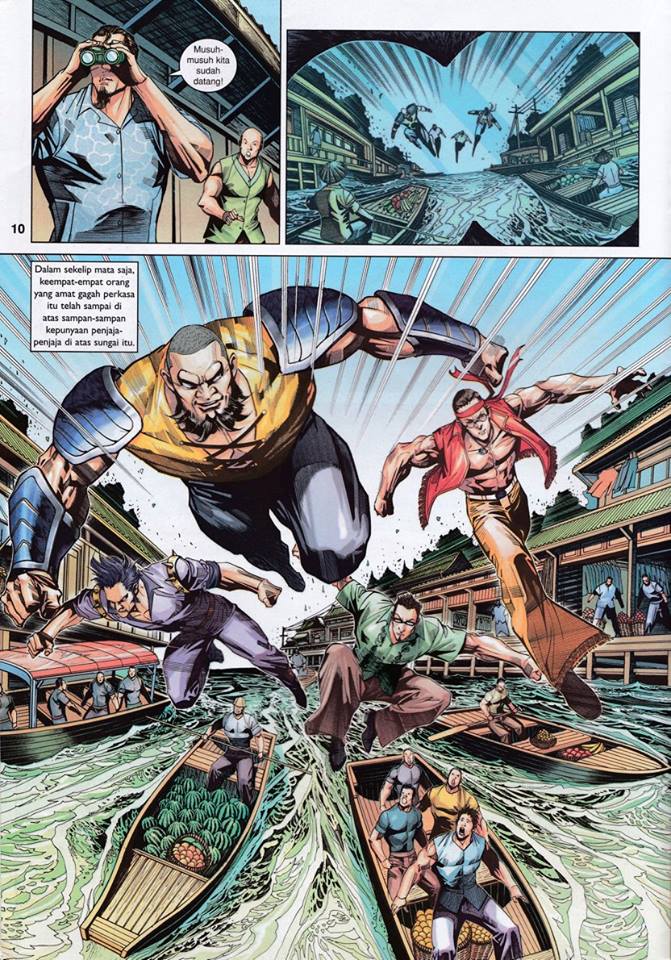 Musuh-
musuh kita
sudah
datang!
10
Dalam sekelip mata saja,
keempat-empat orang
yang amat gagah perkasa
itu telah sampai di
atas sampan-sampan
kepunyaan penjaja-
penjaja di atas sungai itu.